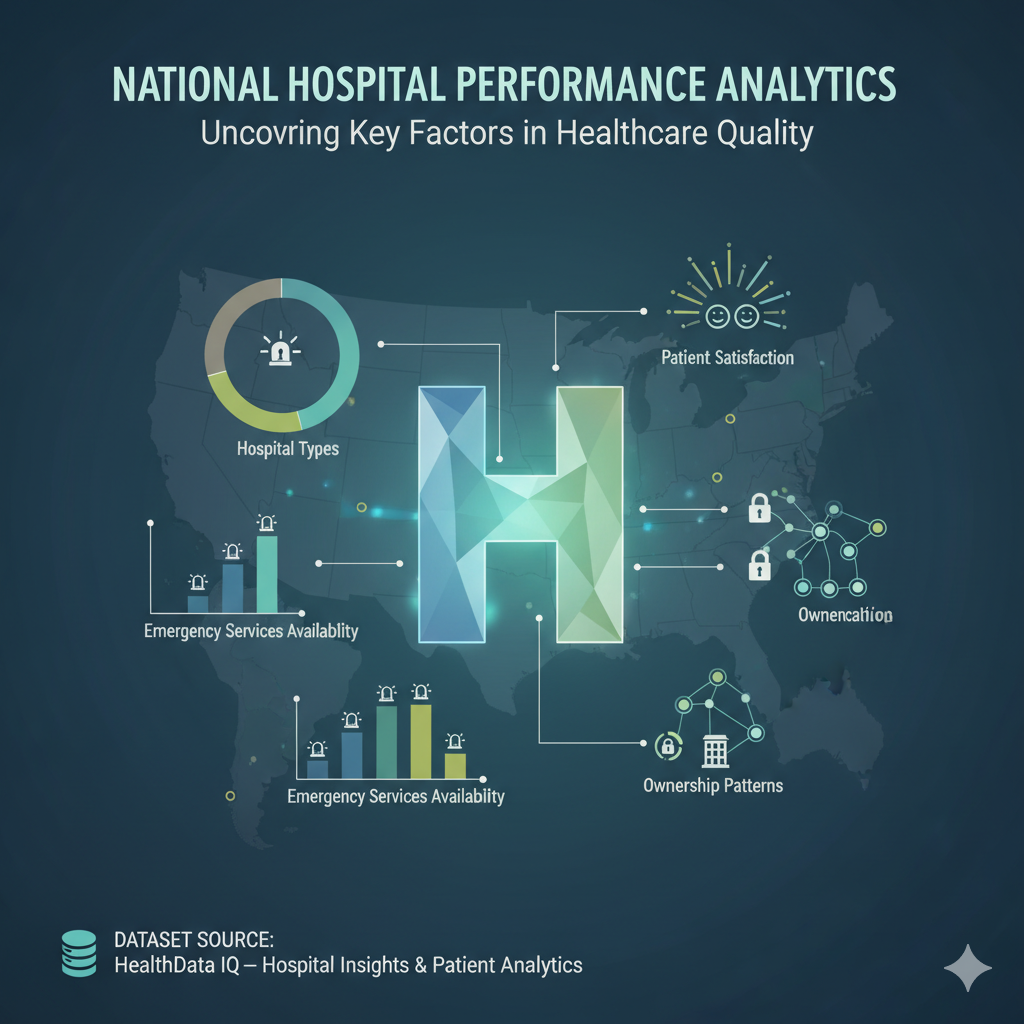 NATIONAL HOSPITAL PERFORMANCE ANALYTICS
Uncovring Key Factors in Healthcare Quality
Patient Satisfaction
Hospital Types
Emergency Services Availablity
Emergency Services Availability
Ownership Patterns
DATASET SOURCE:
HealthData IQ – Hospital Insights & Patient Analytics